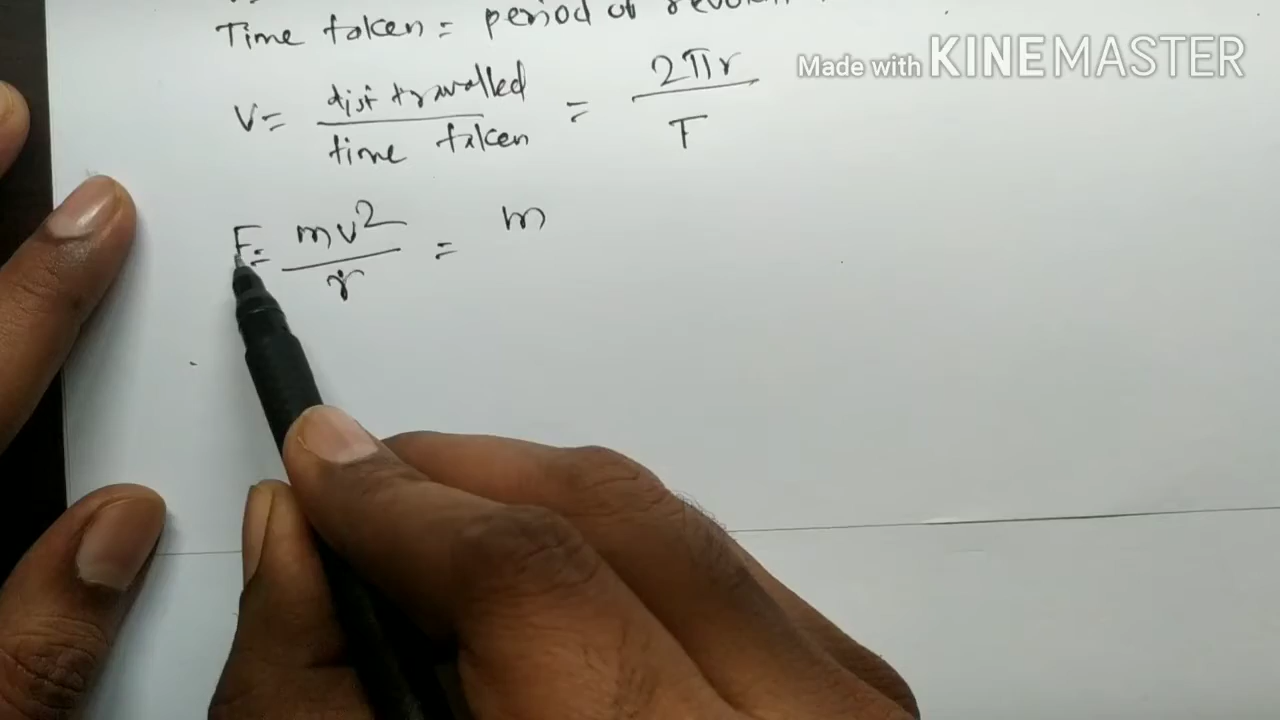 Time taken = period of
Made with KINEMASTER
V = dist travelled / time taken = 2πr / T
F = mv² / r = m